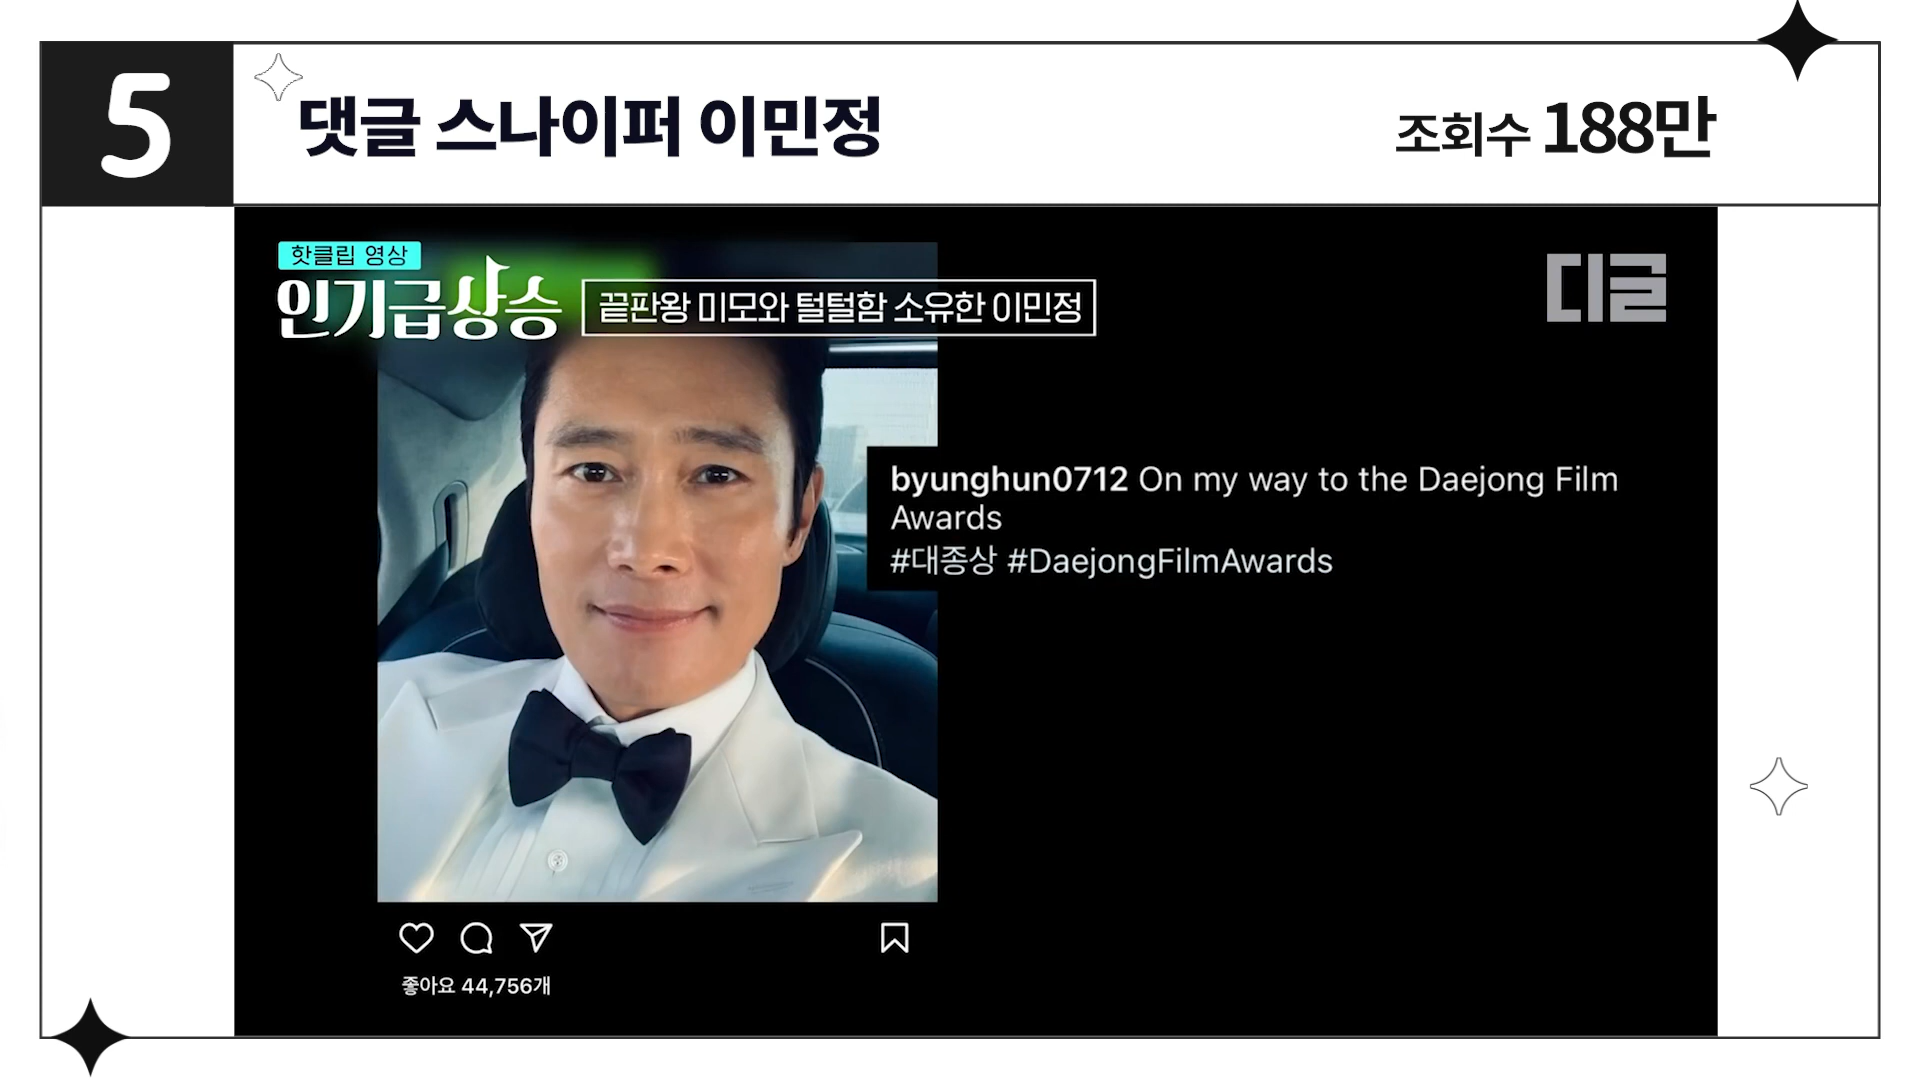 5
댓글 스나이퍼 이민정
조회수 188만
핫클립 영상
인기급상승
끝판왕 미모와 털털함 소유한 이민정
디글
byunghun0712 On my way to the Daejong Film
Awards
#대종상 #DaejongFilmAwards
좋아요 44,756개